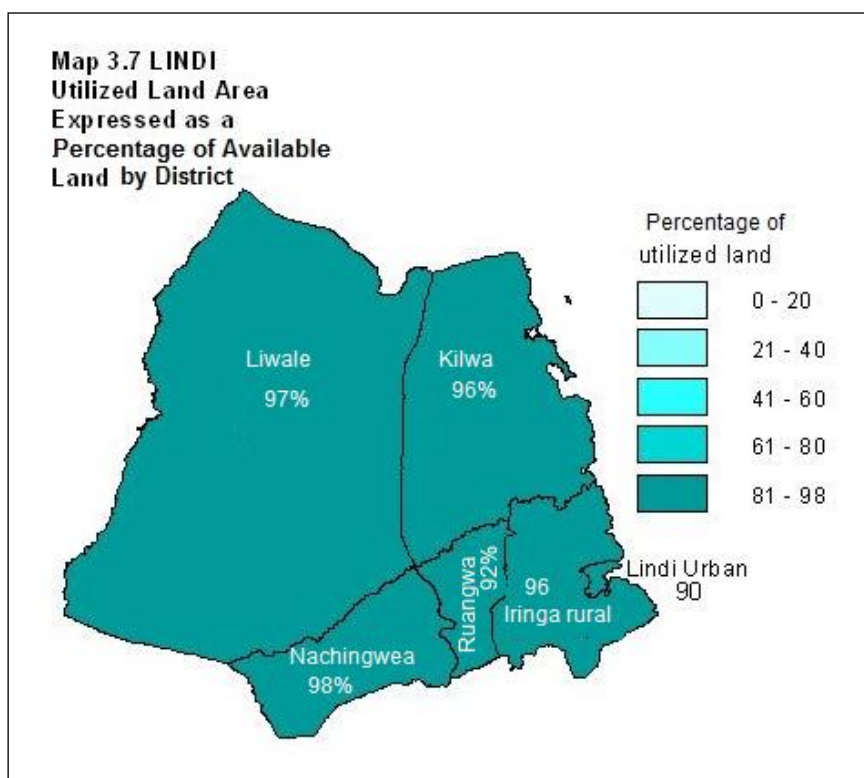 Map 3.7 LINDI
Utilized Land Area
Expressed as a
Percentage of Available
Land by District
Percentage of
utilized land
0 - 20
21 - 40
41 - 60
61 - 80
81 - 98
Liwale
97%
Kilwa
96%
Ruangwa
92%
96
Iringa rural
Lindi Urban
90
Nachingwea
98%